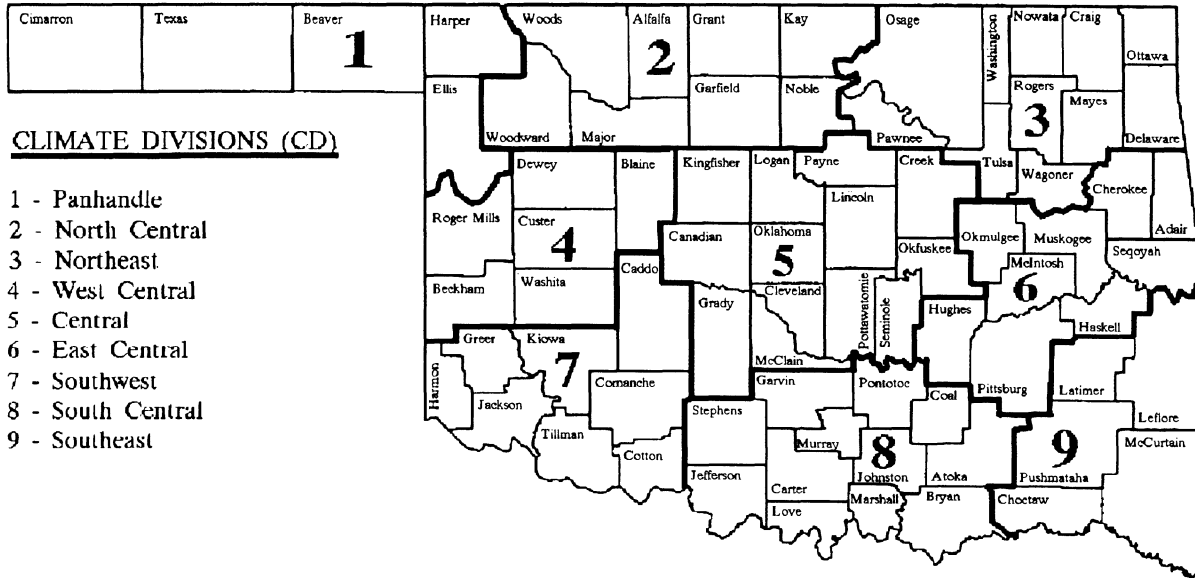 Cimarron Texas Beaver Harper Woods Alfalfa Grant Kay Osage Washington Nowata Craig
Ottawa
1 2
Ellis Garfield Noble Rogers
Mayes
3
CLIMATE DIVISIONS (CD)
Woodward Major Pawnee Delaware
Dewey Blaine Kingfisher Logan Payne Creek Tulsa
Wagoner
Cherokee
1 - Panhandle
Roger Mills Custer Lincoln
2 - North Central
Canadian Oklahoma Okmulgee Muskogee Adair
3 - Northeast
4 5 Okfuskee Seqoyah
Caddo McIntosh
4 - West Central
Beckham Washita Cleveland 6
5 - Central
Grady Pottawatomie Seminole Hughes
Haskell
6 - East Central
Greer Kiowa
7 McClain
7 - Southwest
Harmon Comanche Garvin Pontotoc Pittsburg Latimer
Coal
8 - South Central
Jackson Stephens Leflore
9 - Southeast
Tillman Murray 8 9 McCurtain
Cotton Jefferson Johnston Atoka Pushmataha
Carter Marshall Bryan Choctaw
Love